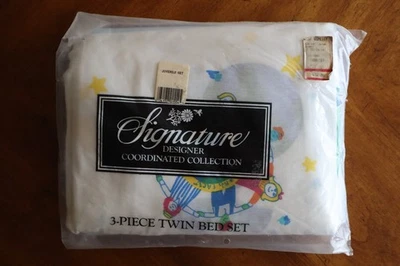 Signature
DESIGNER
COORDINATED COLLECTION
3-PIECE TWIN BED SET